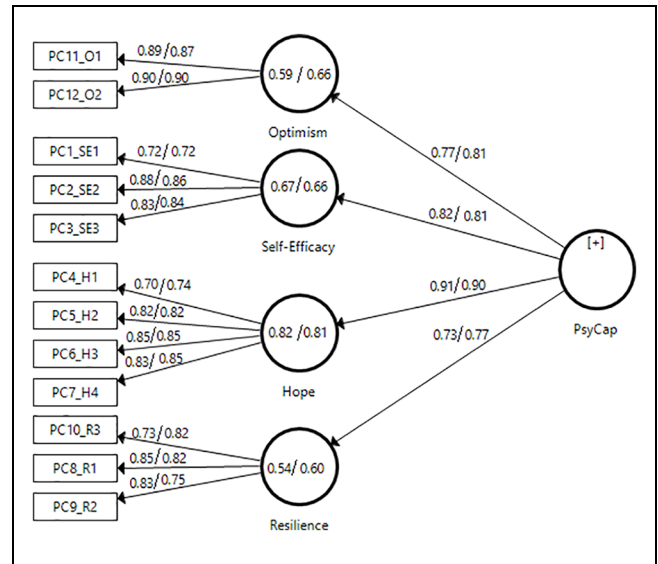 PC11_O1
0.89/0.87
PC12_O2
0.90/0.90
0.59 / 0.66
Optimism
0.77/0.81
PC1_SE1
0.72/0.72
PC2_SE2
0.88/0.86
PC3_SE3
0.83/0.84
0.67/0.66
Self-Efficacy
0.82/ 0.81
[+]
PsyCap
PC4_H1
0.70/0.74
PC5_H2
0.82/0.82
PC6_H3
0.85/0.85
PC7_H4
0.83/ 0.85
0.82 /0.81
Hope
0.91/0.90
PC10_R3
0.73/0.82
PC8_R1
0.85/0.82
PC9_R2
0.83/0.75
0.54/ 0.60
Resilience
0.73/0.77